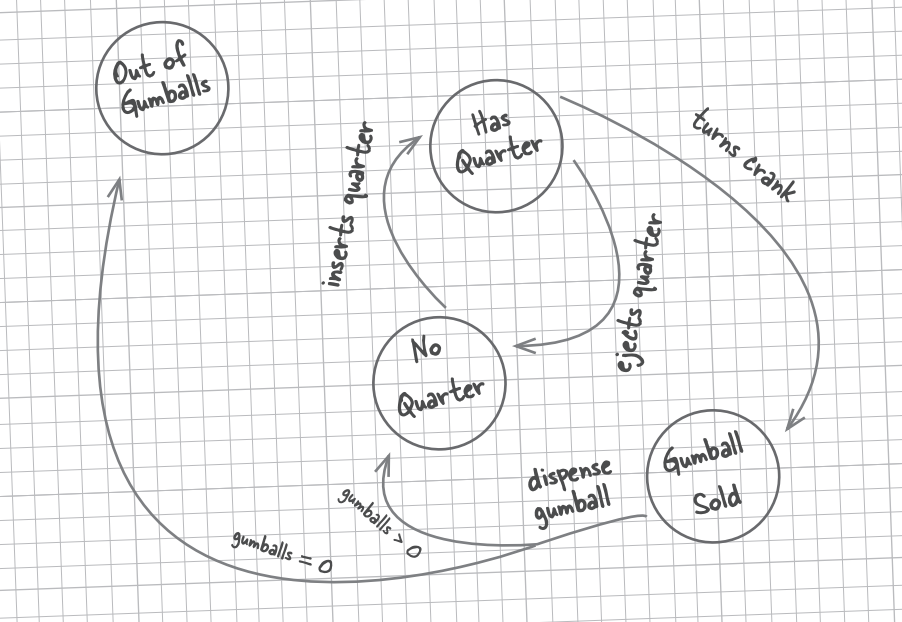 Out of
Gumballs
Has
Quarter
turns crank
inserts quarter
ejects quarter
No
Quarter
Gumball
Sold
dispense
gumball
gumballs > 0
gumballs = 0